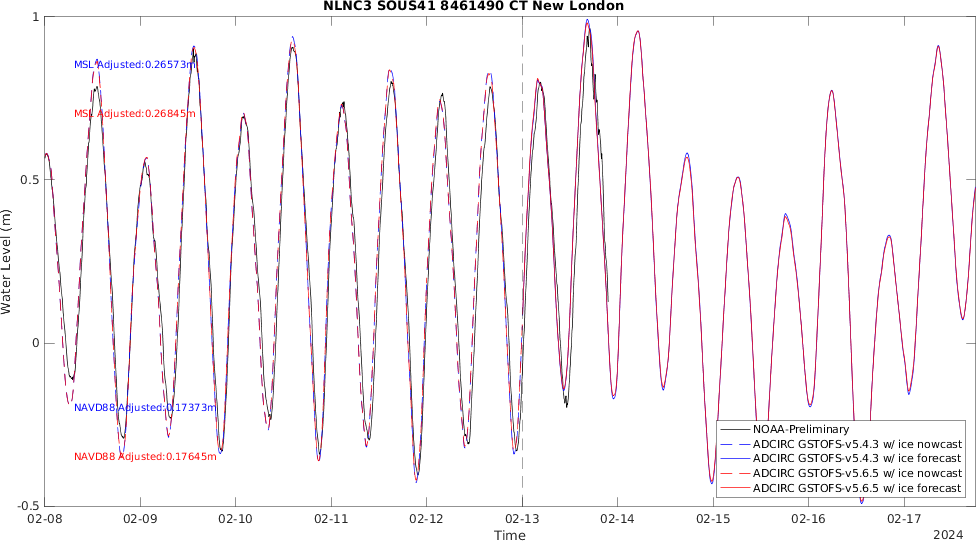 NLNC3 SOUS41 8461490 CT New London
MSL Adjusted:0.26573m
MSL Adjusted:0.26845m
NAVD88 Adjusted:0.17373m
NAVD88 Adjusted:0.17645m
Water Level (m)
1
0.5
0
-0.5
NOAA-Preliminary
ADCIRC GSTOFS-v5.4.3 w/ ice nowcast
ADCIRC GSTOFS-v5.4.3 w/ ice forecast
ADCIRC GSTOFS-v5.6.5 w/ ice nowcast
ADCIRC GSTOFS-v5.6.5 w/ ice forecast
02-08 02-09 02-10 02-11 02-12 02-13 02-14 02-15 02-16 02-17
Time
2024